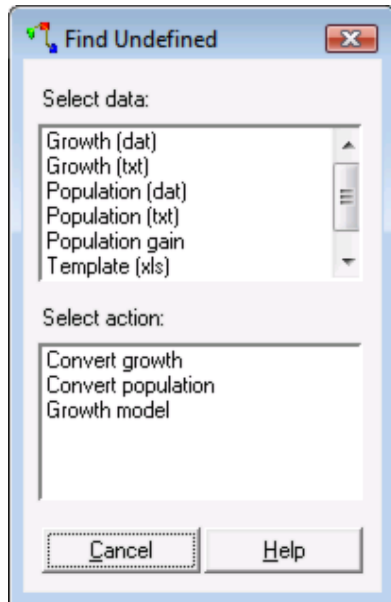 Find Undefined
Select data:
Growth (dat)
Growth (txt)
Population (dat)
Population (txt)
Population gain
Template (xls)
Select action:
Convert growth
Convert population
Growth model
Cancel
Help